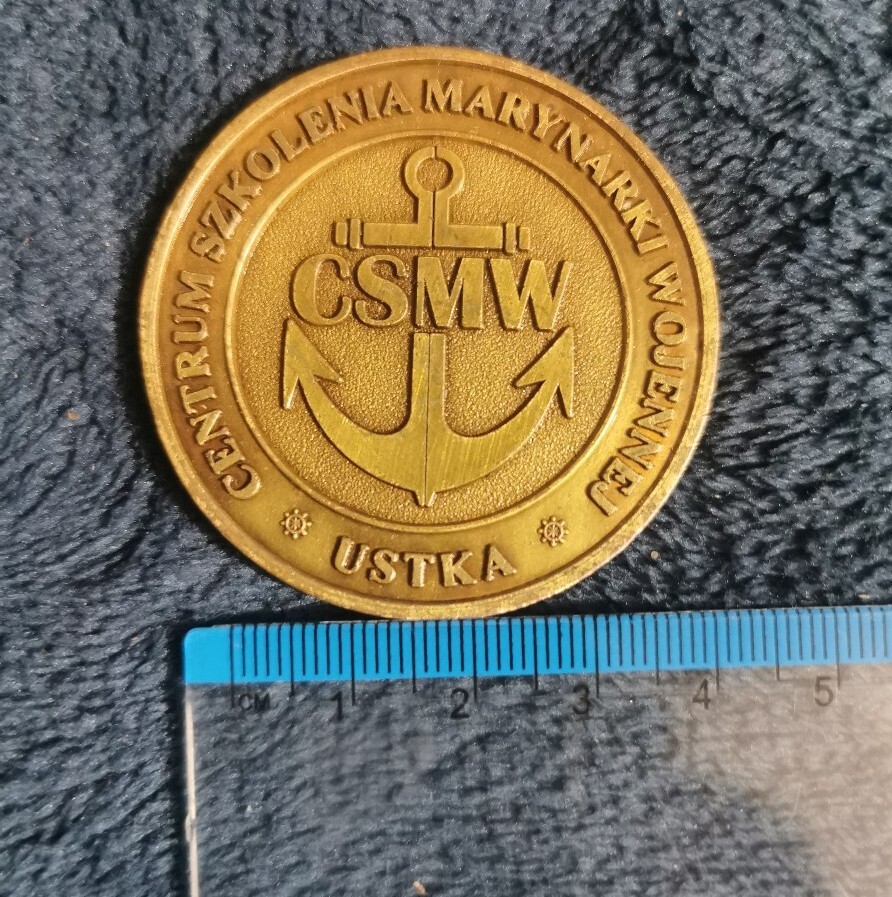 CENTRUM SZKOLENIA MARYNARKI WOJENNEJ
CSMW
USTKA
CM 1 2 3 4 5